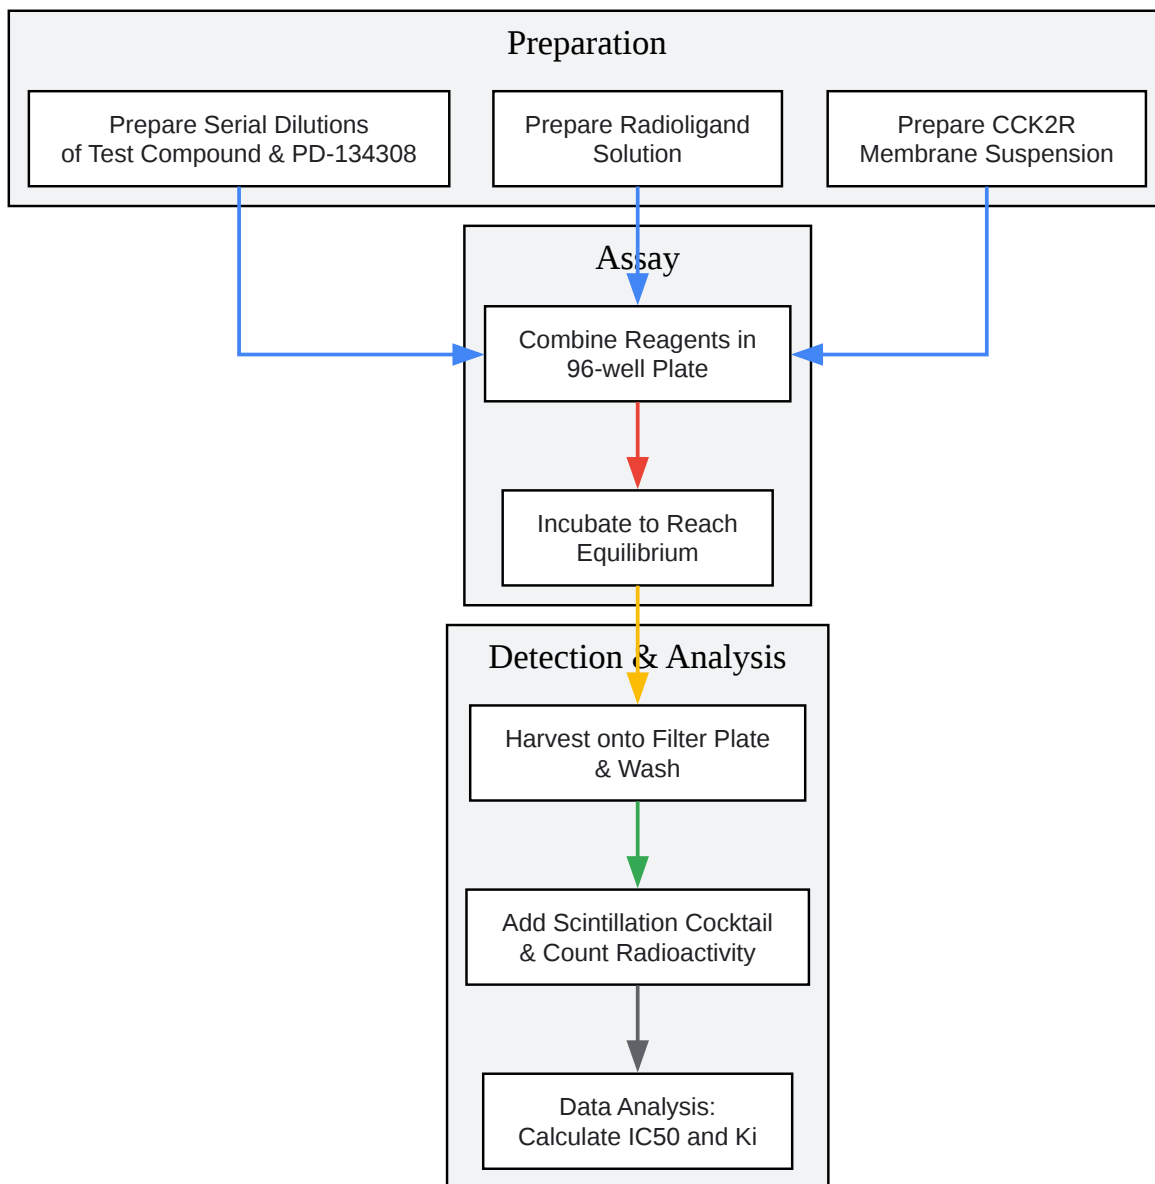 Preparation
Prepare Serial Dilutions
of Test Compound & PD-134308
Prepare Radioligand
Solution
Prepare CCK2R
Membrane Suspension
Assay
Combine Reagents in
96-well Plate
Incubate to Reach
Equilibrium
Detection & Analysis
Harvest onto Filter Plate
& Wash
Add Scintillation Cocktail
& Count Radioactivity
Data Analysis:
Calculate IC50 and Ki